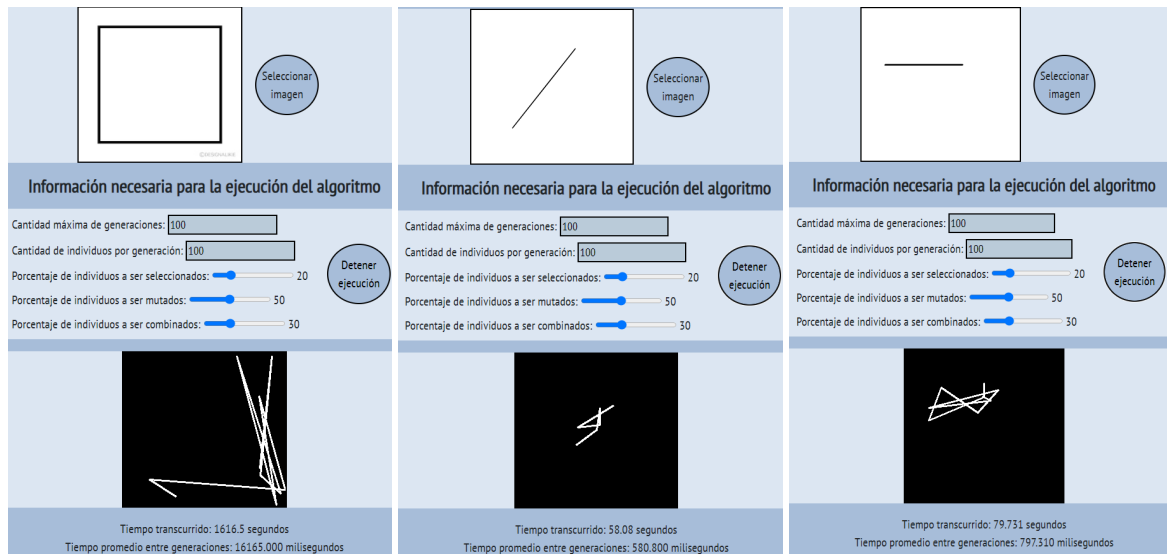 ©DESIGNALIKIE
Seleccionar
imagen
Información necesaria para la ejecución del algoritmo
Cantidad máxima de generaciones: 100
Cantidad de individuos por generación: 100
Porcentaje de individuos a ser seleccionados: 20
Porcentaje de individuos a ser mutados: 50
Porcentaje de individuos a ser combinados: 30
Detener
ejecución
Tiempo transcurrido: 1616.5 segundos
Tiempo promedio entre generaciones: 16165.000 milisegundos
Seleccionar
imagen
Información necesaria para la ejecución del algoritmo
Cantidad máxima de generaciones: 100
Cantidad de individuos por generación: 100
Porcentaje de individuos a ser seleccionados: 20
Porcentaje de individuos a ser mutados: 50
Porcentaje de individuos a ser combinados: 30
Detener
ejecución
Tiempo transcurrido: 58.08 segundos
Tiempo promedio entre generaciones: 580.800 milisegundos
Seleccionar
imagen
Información necesaria para la ejecución del algoritmo
Cantidad máxima de generaciones: 100
Cantidad de individuos por generación: 100
Porcentaje de individuos a ser seleccionados: 20
Porcentaje de individuos a ser mutados: 50
Porcentaje de individuos a ser combinados: 30
Detener
ejecución
Tiempo transcurrido: 79.731 segundos
Tiempo promedio entre generaciones: 797.310 milisegundos